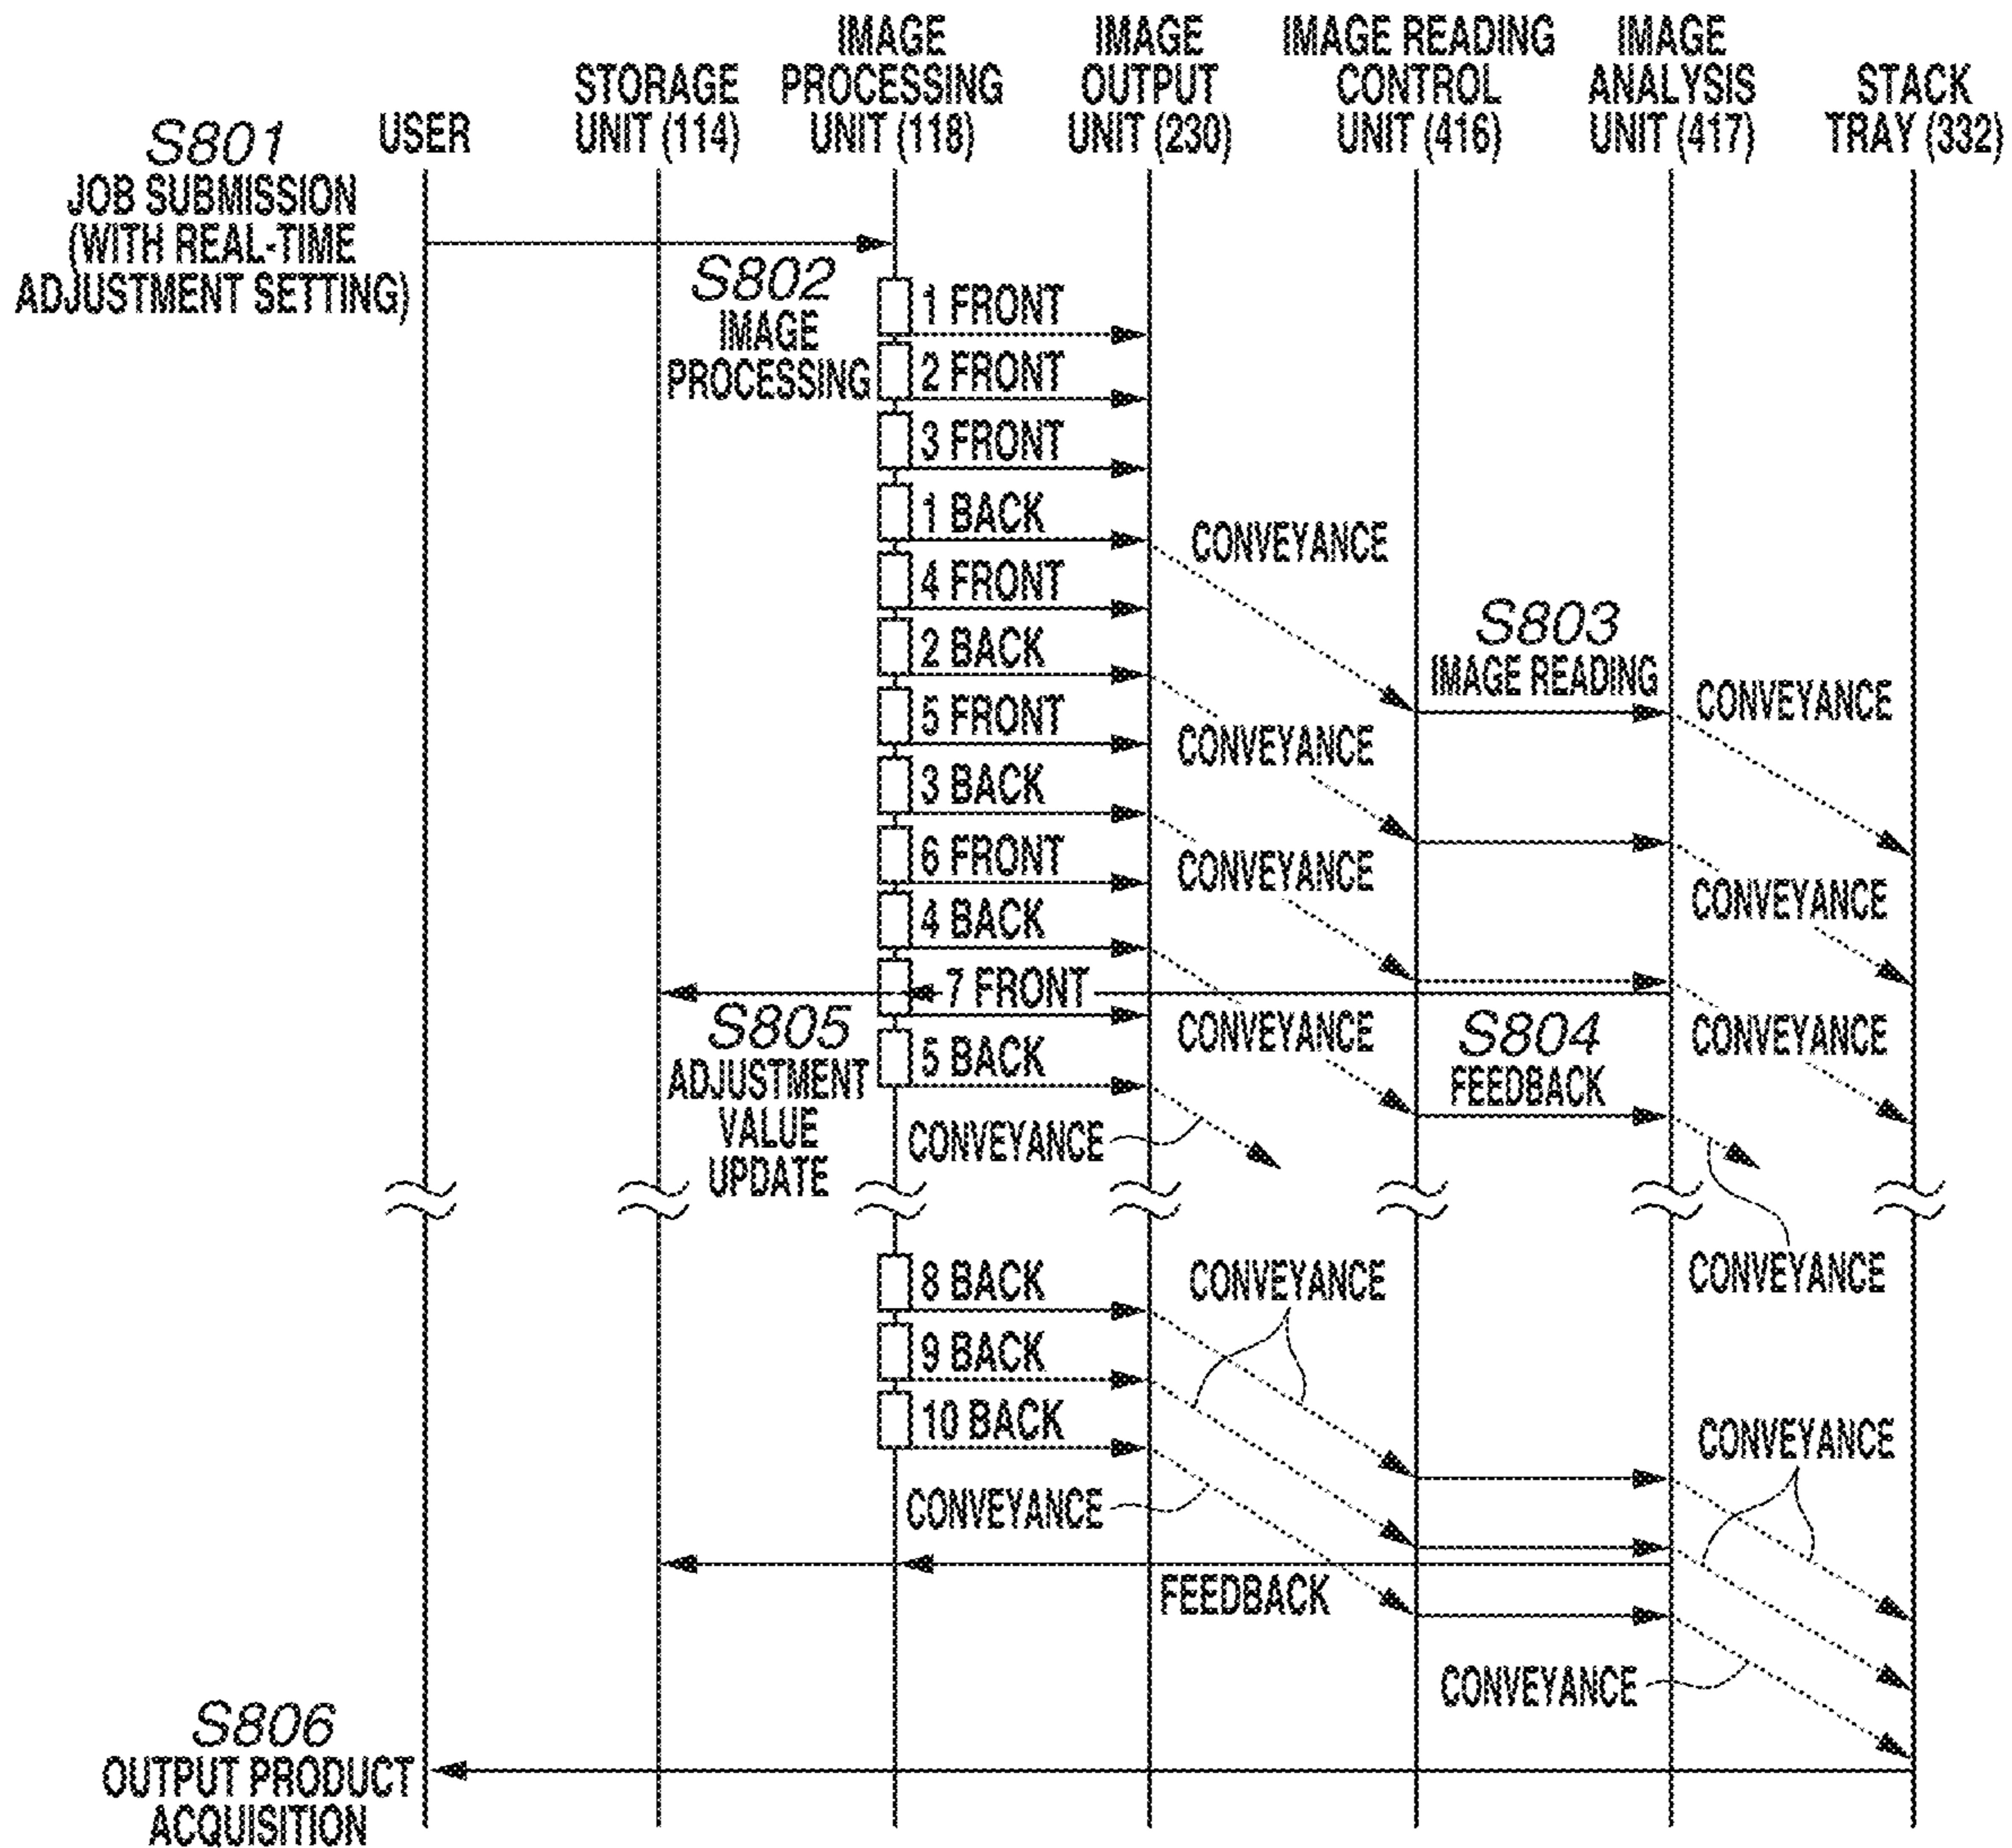 USER
STORAGE
UNIT (114)
IMAGE
PROCESSING
UNIT (118)
IMAGE
OUTPUT
UNIT (230)
IMAGE READING
CONTROL
UNIT (416)
IMAGE
ANALYSIS
UNIT (417)
STACK
TRAY (332)
S801
JOB SUBMISSION
(WITH REAL-TIME
ADJUSTMENT SETTING)
S802
IMAGE
PROCESSING
1 FRONT
2 FRONT
3 FRONT
1 BACK
CONVEYANCE
4 FRONT
2 BACK
S803
IMAGE READING
CONVEYANCE
5 FRONT
CONVEYANCE
3 BACK
6 FRONT
CONVEYANCE
CONVEYANCE
4 BACK
7 FRONT
S805
ADJUSTMENT
VALUE
UPDATE
CONVEYANCE
S804
FEEDBACK
CONVEYANCE
5 BACK
CONVEYANCE
CONVEYANCE
8 BACK
CONVEYANCE
9 BACK
10 BACK
CONVEYANCE
CONVEYANCE
FEEDBACK
CONVEYANCE
S806
OUTPUT PRODUCT
ACQUISITION